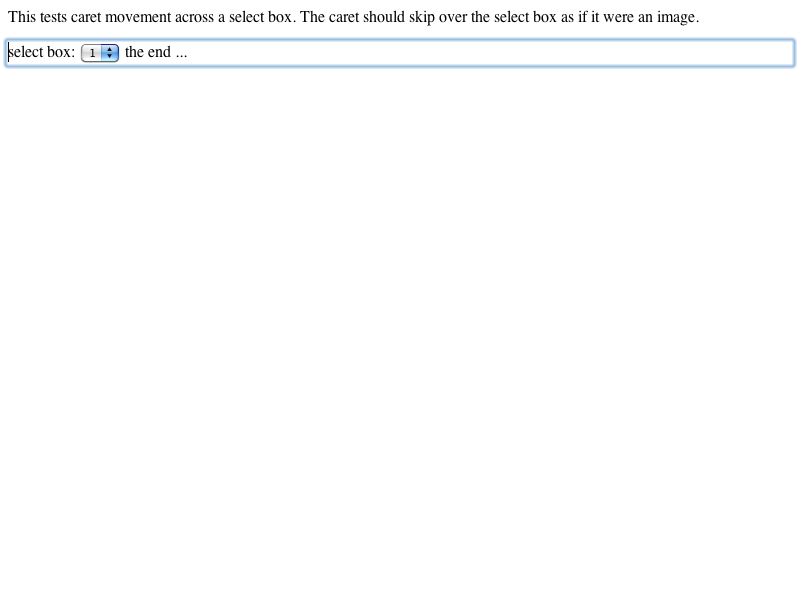 This tests caret movement across a select box. The caret should skip over the select box as if it were an image.
select box: 1 the end ...